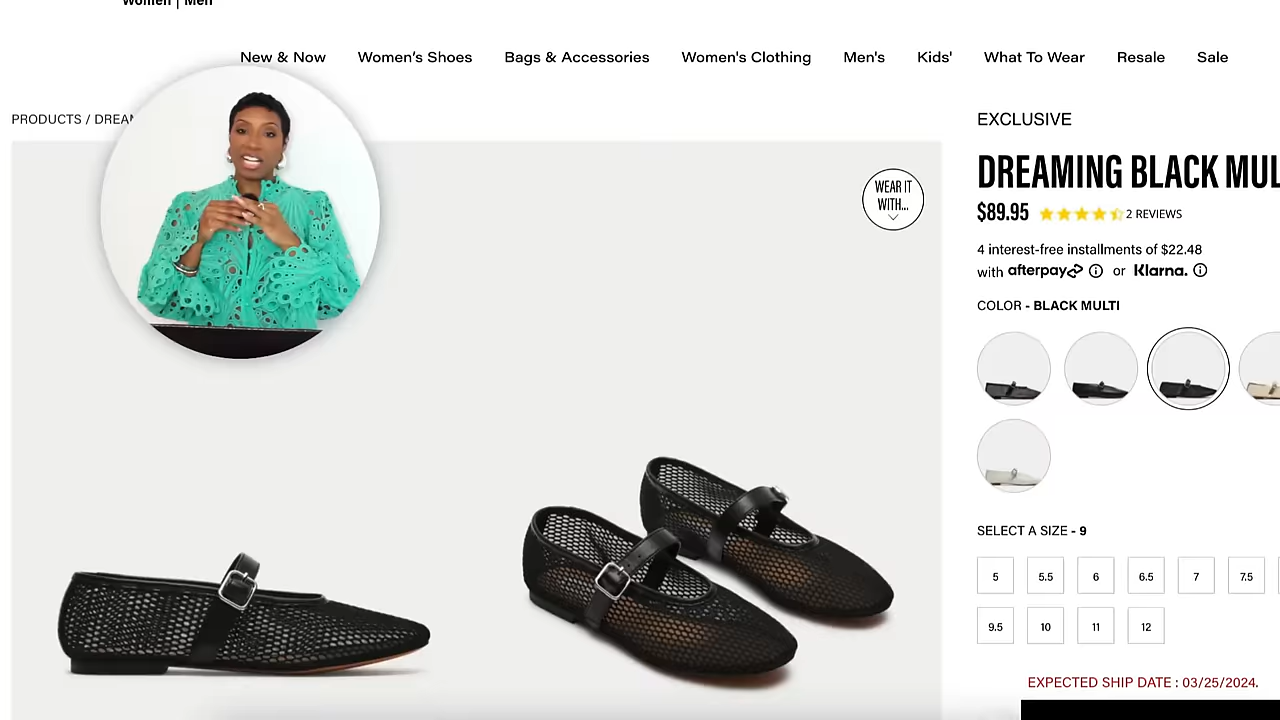 Women | Men
New & Now Women's Shoes Bags & Accessories Women's Clothing Men's Kids' What To Wear Resale Sale
PRODUCTS / DREAM
WEAR IT
WITH...
EXCLUSIVE
DREAMING BLACK MUL
$89.95 2 REVIEWS
4 interest-free installments of $22.48
with afterpay or Klarna.
COLOR - BLACK MULTI
SELECT A SIZE - 9
5 5.5 6 6.5 7 7.5
9.5 10 11 12
EXPECTED SHIP DATE : 03/25/2024.